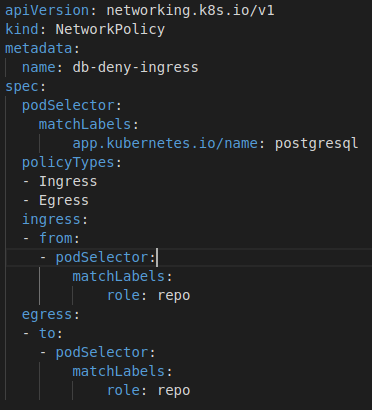 apiVersion: networking.k8s.io/v1
kind: NetworkPolicy
metadata:
  name: db-deny-ingress
spec:
  podSelector:
    matchLabels:
        app.kubernetes.io/name: postgresql
  policyTypes:
  - Ingress
  - Egress
  ingress:
  - from:
    - podSelector:
        matchLabels:
            role: repo
  egress:
  - to:
    - podSelector:
        matchLabels:
            role: repo